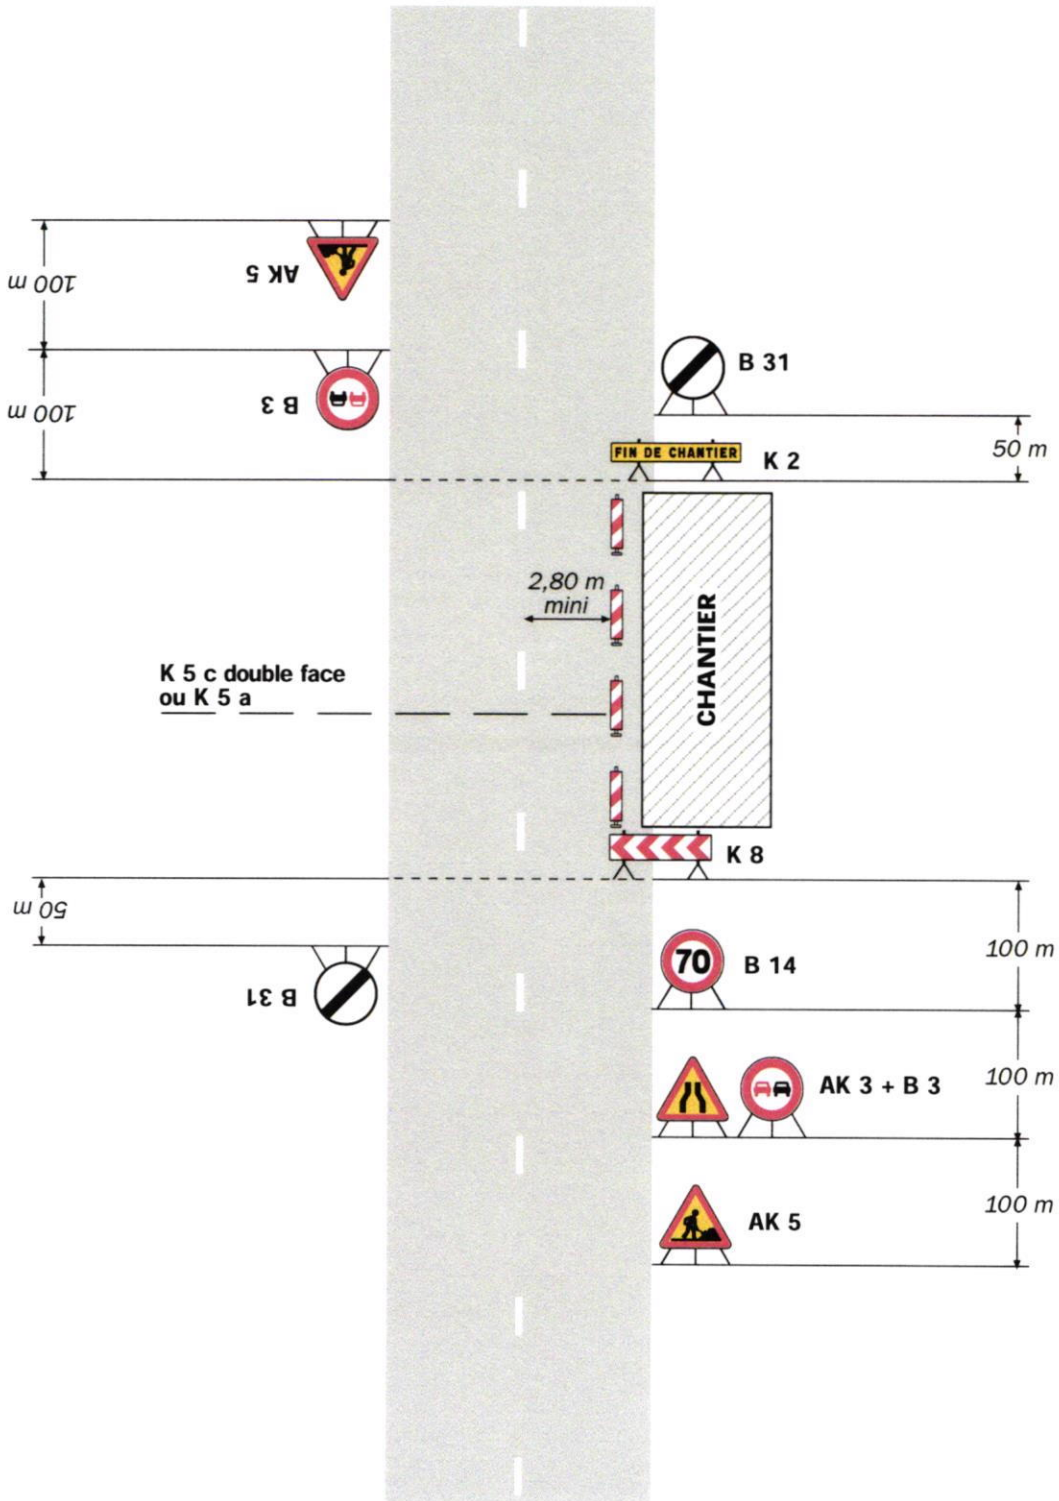 AK 5
100 m
B 3
100 m
B 31
50 m
FIN DE CHANTIER
K 2
2,80 m
mini
CHANTIER
K 5 c double face
ou K 5 a
K 8
50 m
B 31
70
B 14
100 m
AK 3 + B 3
100 m
AK 5
100 m